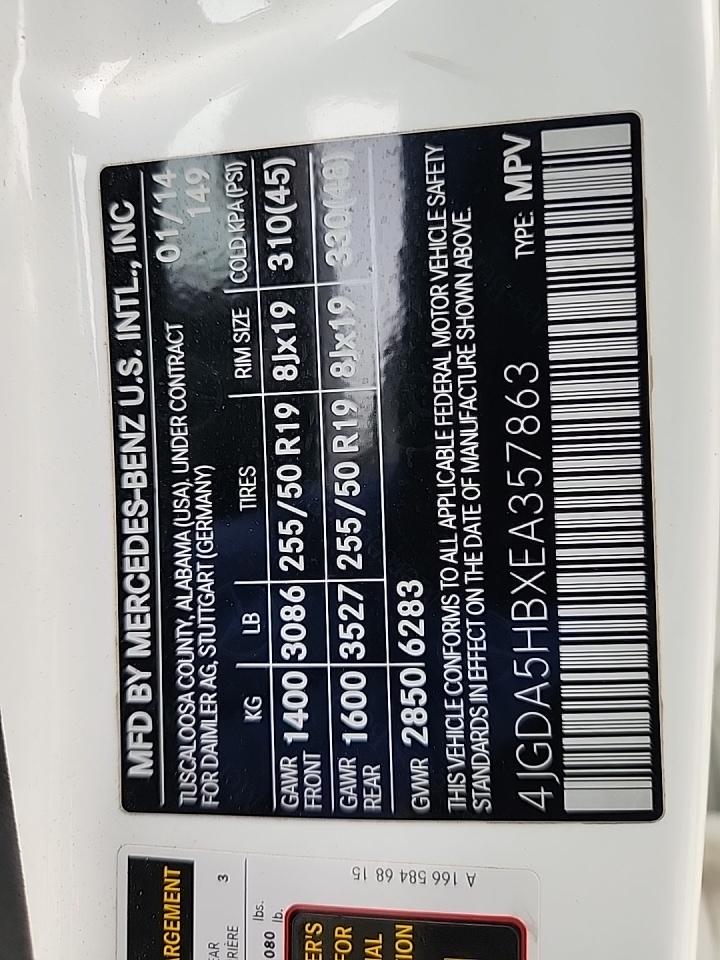 MFD BY MERCEDES-BENZ U.S. INTL., INC
TUSCALOOSA COUNTY, ALABAMA (USA), UNDER CONTRACT 01/14
FOR DAIMLER AG, STUTTGART (GERMANY) 149
KG LB TIRES RIM SIZE COLD KPA (PSI)
GAWR FRONT 1400 3086 255/50 R19 8Jx19 310(45)
GAWR REAR 1600 3527 255/50 R19 8Jx19 330(48)
GVWR 2850 6283
THIS VEHICLE CONFORMS TO ALL APPLICABLE FEDERAL MOTOR VEHICLE SAFETY
STANDARDS IN EFFECT ON THE DATE OF MANUFACTURE SHOWN ABOVE.
4JGDA5HBXEA357863 TYPE: MPV
A 166 584 68 15
3
lbs.
080 lb.